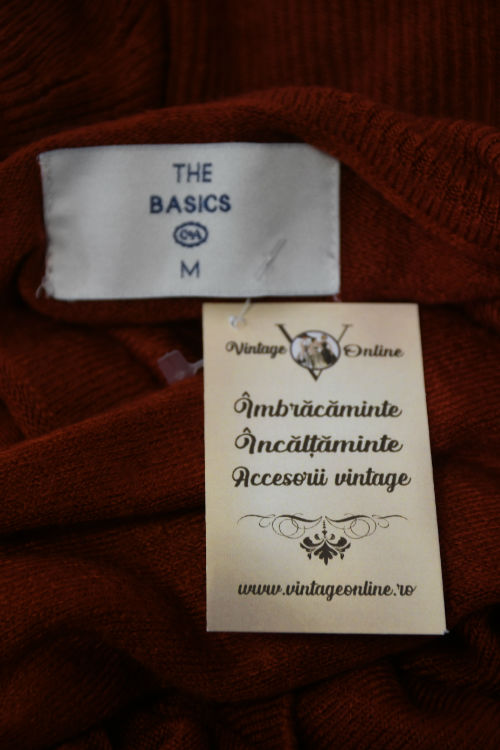 THE
BASICS
C&A
M
Vintage Online
Îmbrăcăminte
Încălțăminte
Accesorii vintage
www.vintageonline.ro